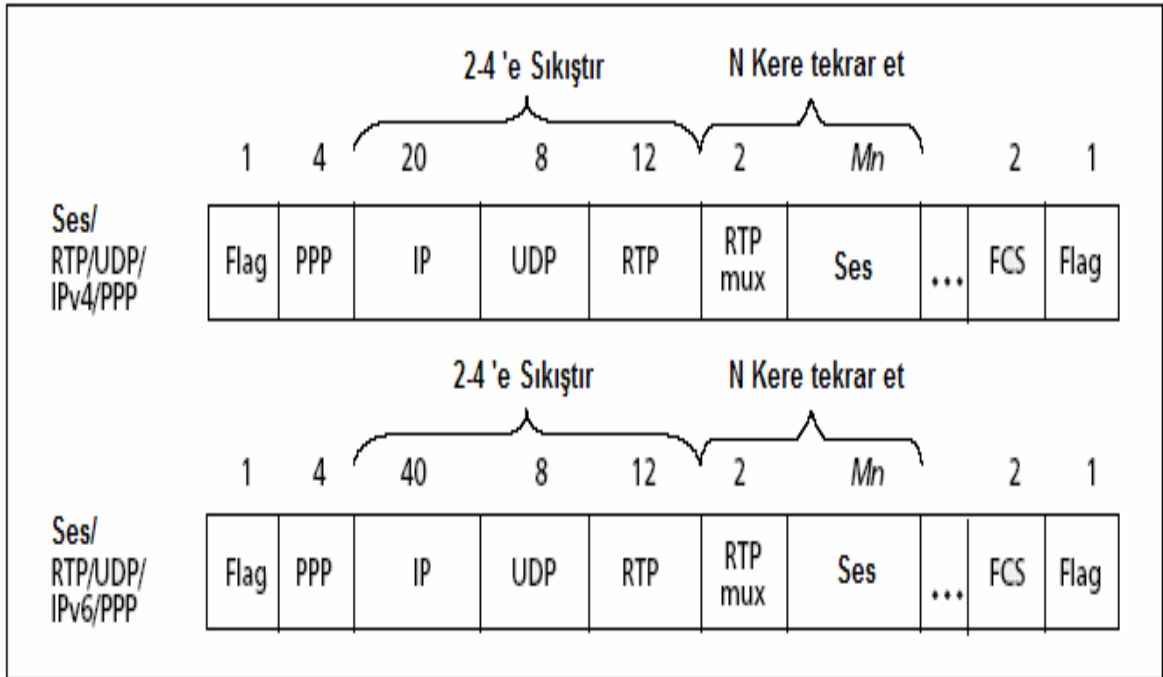 2-4 'e Sıkıştır N Kere tekrar et
1 4 20 8 12 2 Mn 2 1
Ses/
RTP/UDP/
IPv4/PPP
Flag PPP IP UDP RTP RTP mux Ses ... FCS Flag
2-4 'e Sıkıştır N Kere tekrar et
1 4 40 8 12 2 Mn 2 1
Ses/
RTP/UDP/
IPv6/PPP
Flag PPP IP UDP RTP RTP mux Ses ... FCS Flag